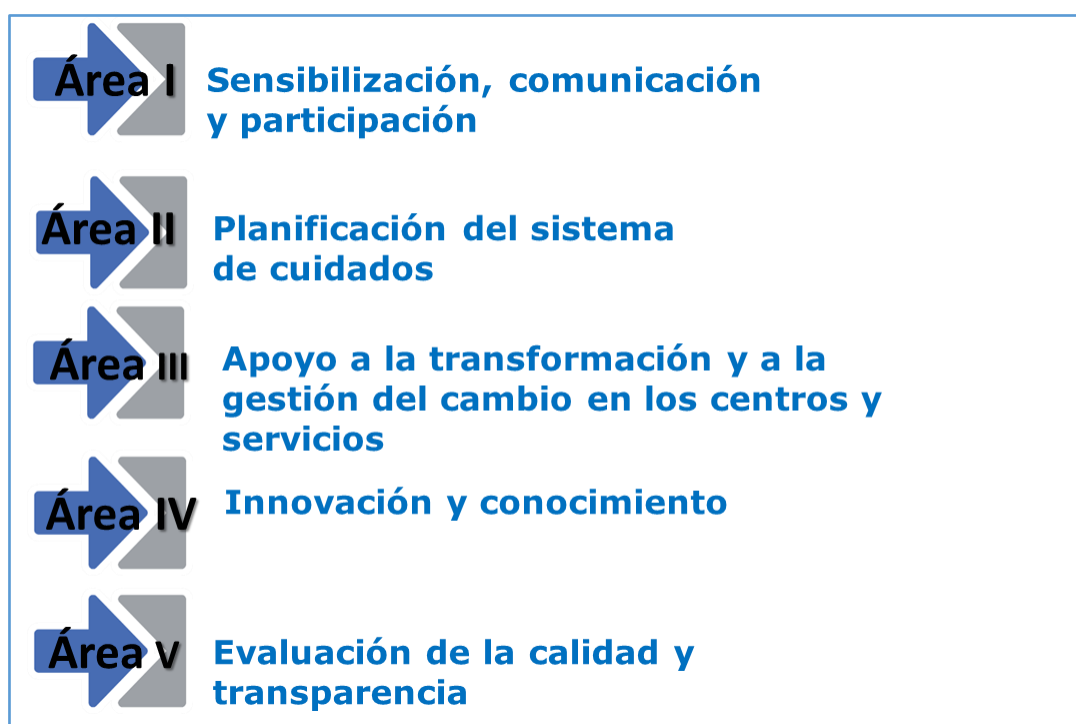 Área I
Sensibilización, comunicación
y participación
Área II
Planificación del sistema
de cuidados
Área III
Apoyo a la transformación y a la
gestión del cambio en los centros y
servicios
Área IV
Innovación y conocimiento
Área V
Evaluación de la calidad y
transparencia